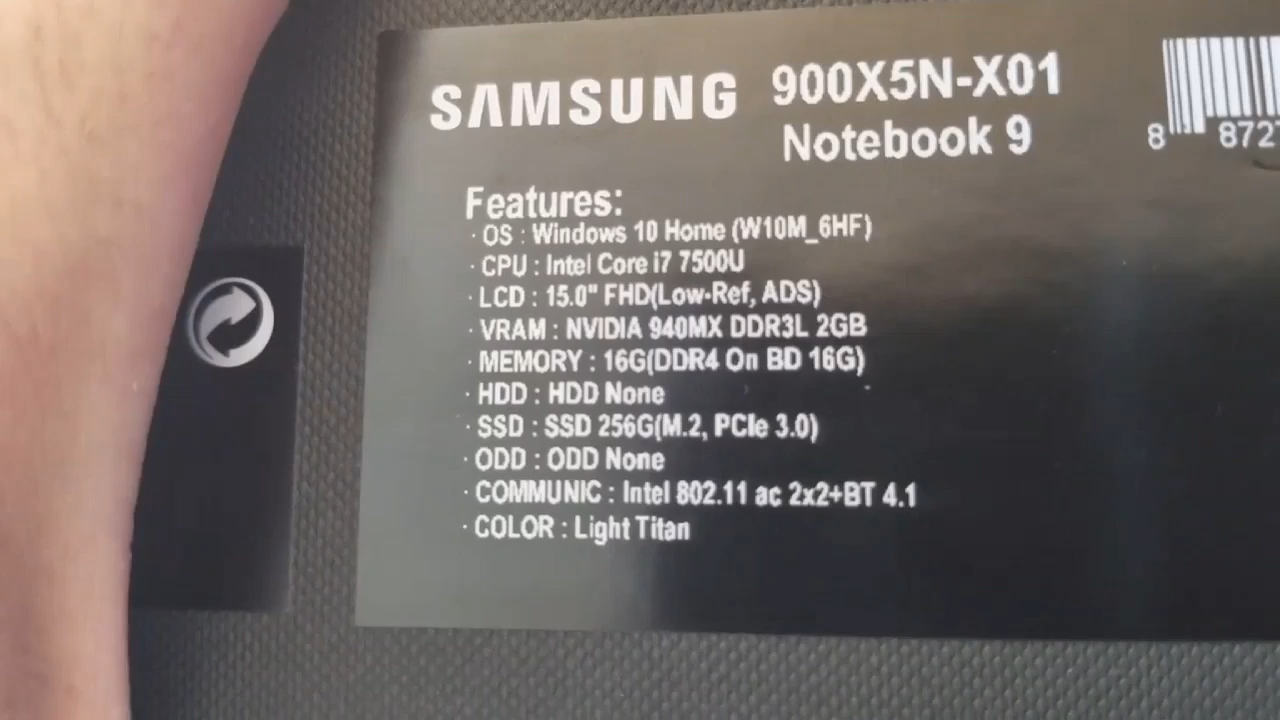 SAMSUNG 900X5N-X01
Notebook 9
8 8727
Features:
· OS : Windows 10 Home (W10M_6HF)
· CPU : Intel Core i7 7500U
· LCD : 15.0" FHD(Low-Ref, ADS)
· VRAM : NVIDIA 940MX DDR3L 2GB
· MEMORY : 16G(DDR4 On BD 16G)
· HDD : HDD None
· SSD : SSD 256G(M.2, PCIe 3.0)
· ODD : ODD None
· COMMUNIC : Intel 802.11 ac 2x2+BT 4.1
· COLOR : Light Titan